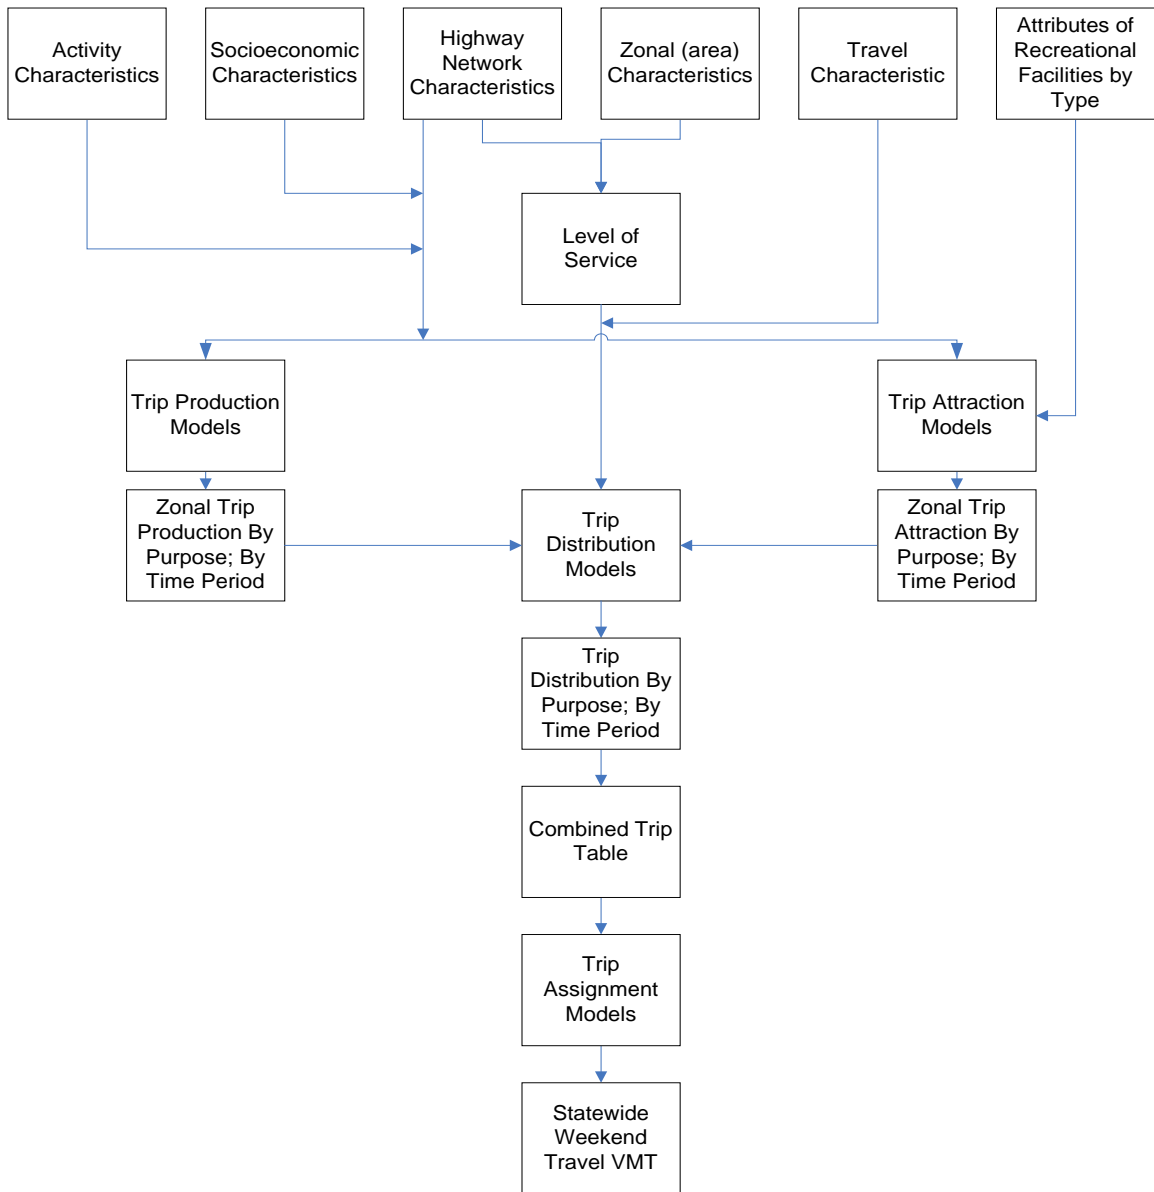 Activity
Characteristics
Socioeconomic
Characteristics
Highway
Network
Characteristics
Zonal (area)
Characteristics
Travel
Characteristic
Attributes of
Recreational
Facilities by
Type
Level of
Service
Trip Production
Models
Trip Attraction
Models
Zonal Trip
Production By
Purpose; By
Time Period
Trip
Distribution
Models
Zonal Trip
Attraction By
Purpose; By
Time Period
Trip
Distribution By
Purpose; By
Time Period
Combined Trip
Table
Trip
Assignment
Models
Statewide
Weekend
Travel VMT